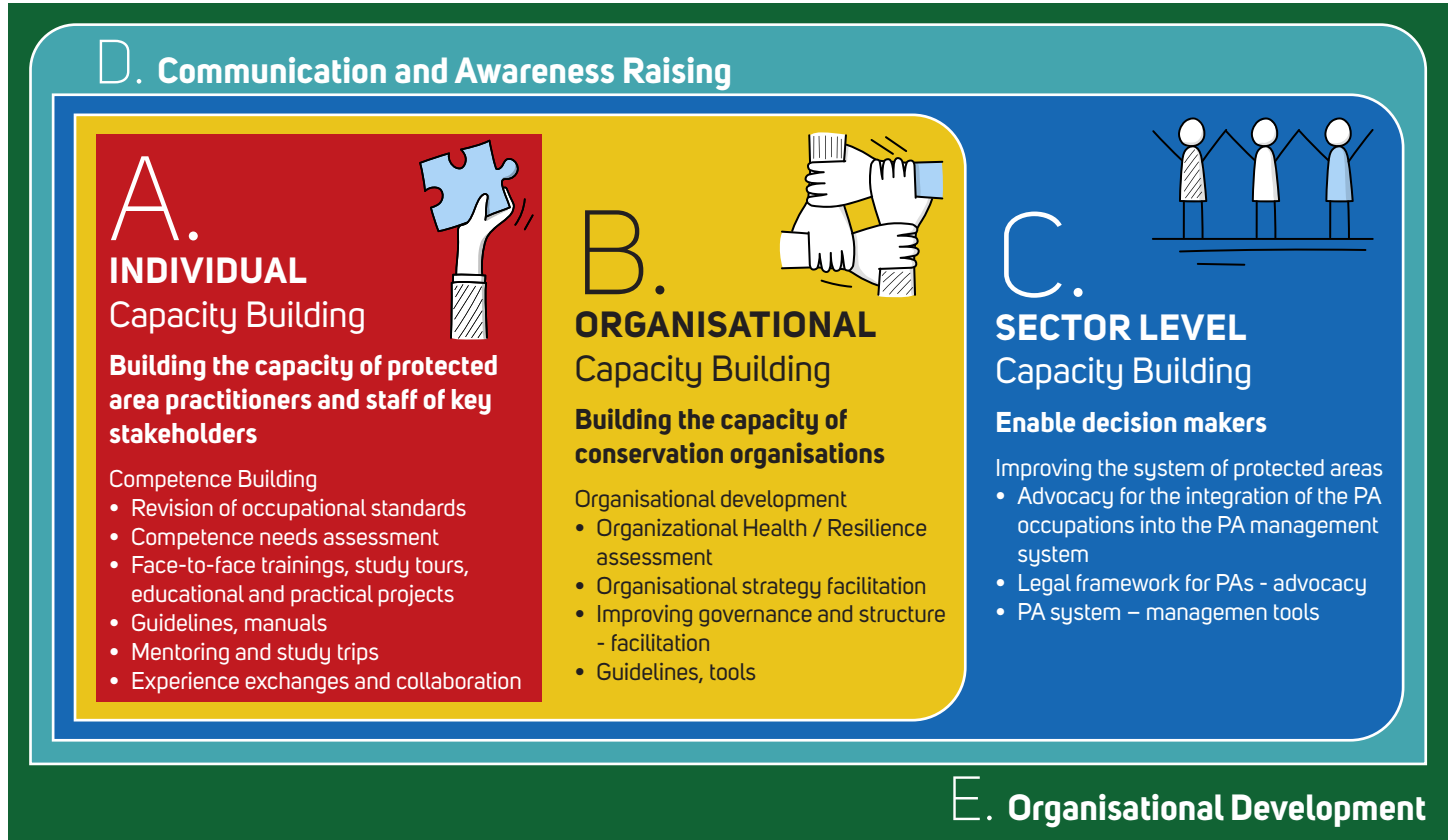 D. Communication and Awareness Raising
A.
INDIVIDUAL
Capacity Building
Building the capacity of protected
area practitioners and staff of key
stakeholders
Competence Building
• Revision of occupational standards
• Competence needs assessment
• Face-to-face trainings, study tours,
educational and practical projects
• Guidelines, manuals
• Mentoring and study trips
• Experience exchanges and collaboration
B.
ORGANISATIONAL
Capacity Building
Building the capacity of
conservation organisations
Organisational development
• Organizational Health / Resilience
assessment
• Organisational strategy facilitation
• Improving governance and structure
- facilitation
• Guidelines, tools
C.
SECTOR LEVEL
Capacity Building
Enable decision makers
Improving the system of protected areas
• Advocacy for the integration of the PA
occupations into the PA management
system
• Legal framework for PAs - advocacy
• PA system – managemen tools
E. Organisational Development